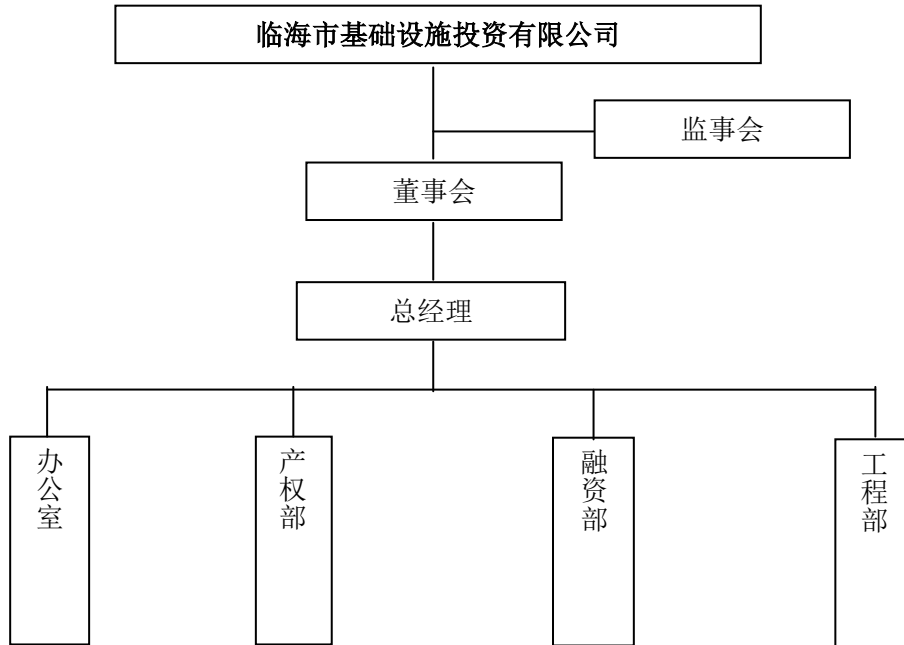 临海市基础设施投资有限公司
监事会
董事会
总经理
办公室
产权部
融资部
工程部